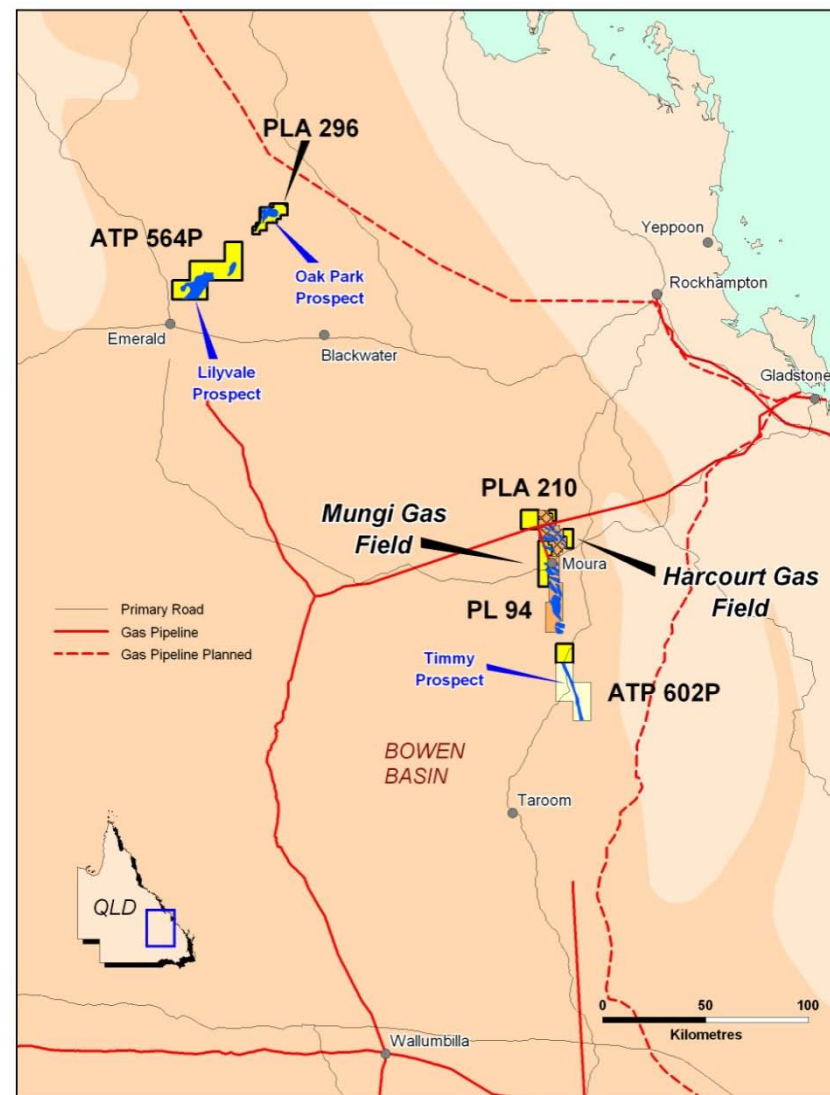 PLA 296
ATP 564P
Yeppoon
Oak Park
Prospect
Rockhampton
Emerald
Blackwater
Lilyvale
Prospect
Gladstone
PLA 210
Mungi Gas
Field
Moura
Harcourt Gas
Field
Primary Road
Gas Pipeline
Gas Pipeline Planned
PL 94
Timmy
Prospect
ATP 602P
BOWEN
BASIN
Taroom
QLD
0 50 100
Kilometres
Wallumbilla